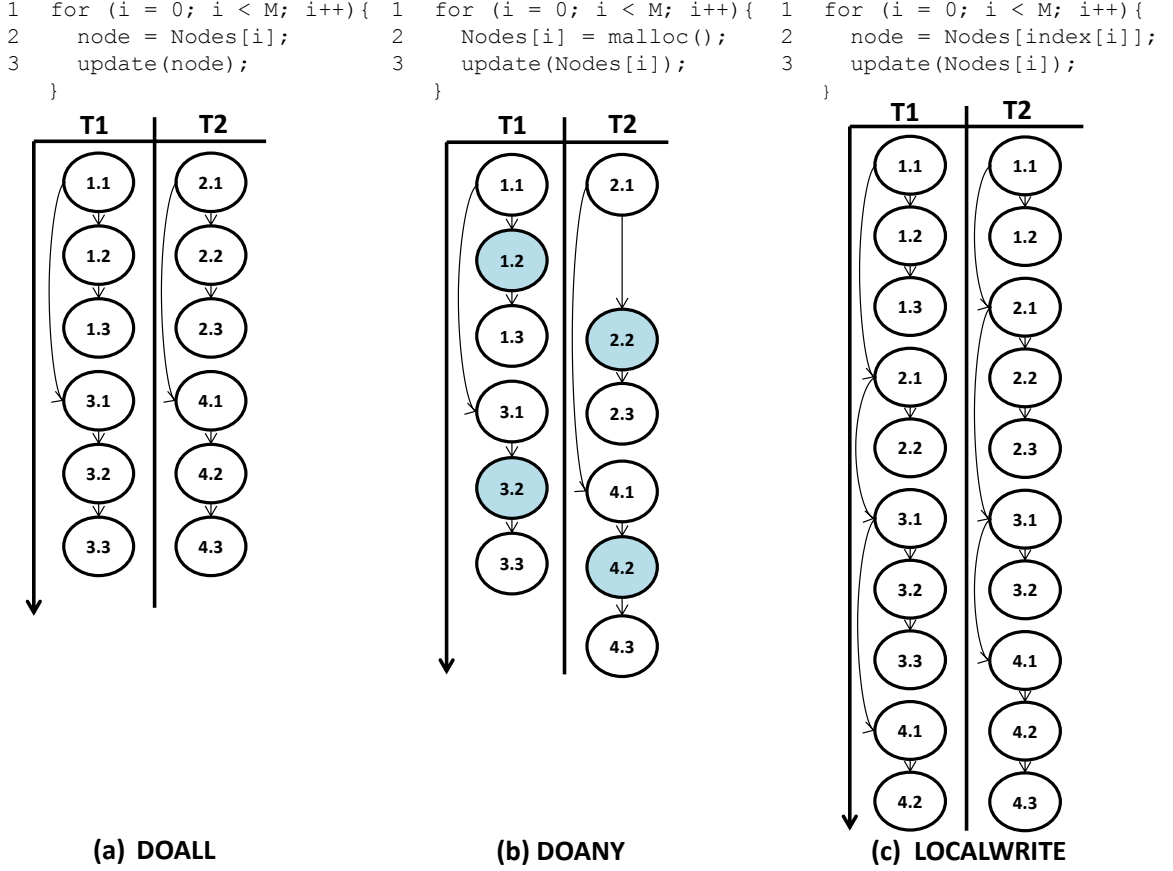 1 for (i = 0; i < M; i++){
2 node = Nodes[i];
3 update(node);
}
T1 T2
1.1 2.1
1.2 2.2
1.3 2.3
3.1 4.1
3.2 4.2
3.3 4.3
(a) DOALL
1 for (i = 0; i < M; i++){
2 Nodes[i] = malloc();
3 update(Nodes[i]);
}
T1 T2
1.1 2.1
1.2
1.3 2.2
3.1 2.3
3.2 4.1
3.3 4.2
4.3
(b) DOANY
1 for (i = 0; i < M; i++){
2 node = Nodes[index[i]];
3 update(Nodes[i]);
}
T1 T2
1.1 1.1
1.2 1.2
1.3 2.1
2.1 2.2
2.2 2.3
3.1 3.1
3.2 3.2
3.3 4.1
4.1 4.2
4.2 4.3
(c) LOCALWRITE